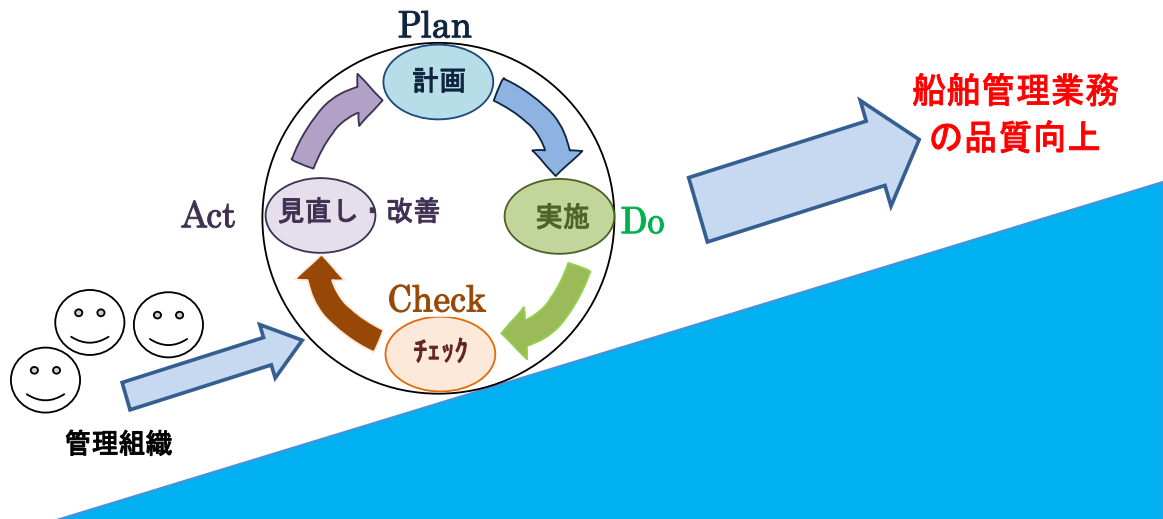 Plan
計画
船舶管理業務
の品質向上
Act
見直し・改善
実施
Do
Check
ﾁｪｯｸ
管理組織